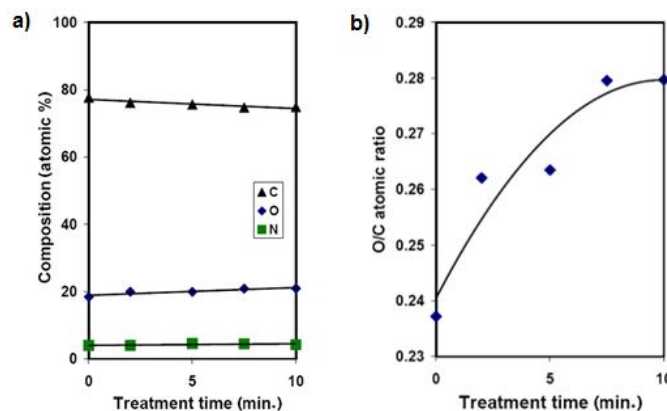 a)
Composition (atomic %)
100
80
60
40
20
0
C
O
N
0
5
10
Treatment time (min.)
b)
O/C atomic ratio
0.29
0.28
0.27
0.26
0.25
0.24
0.23
0
5
10
Treatment time (min.)